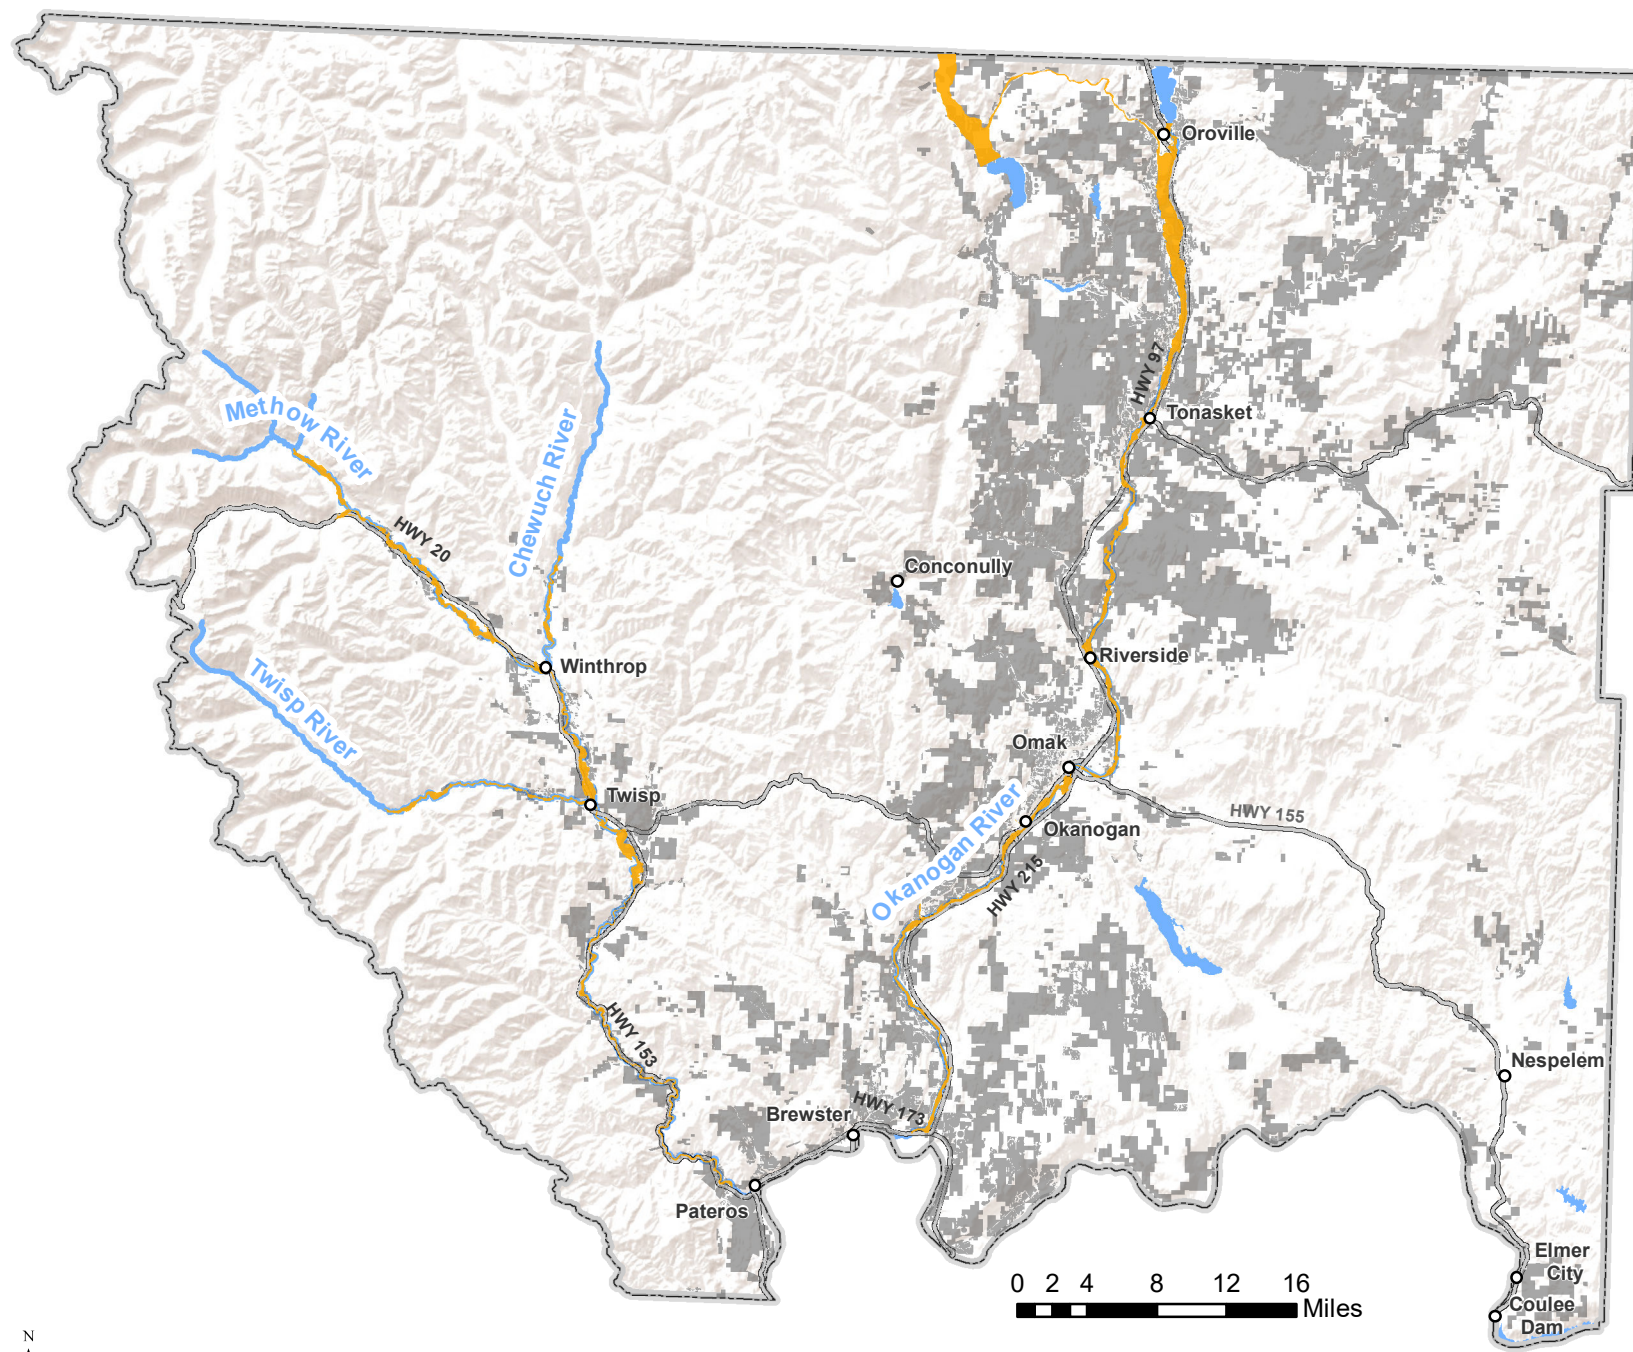 Oroville
HWY 97
Tonasket
Methow River
Chewuch River
HWY 20
Conconully
Riverside
Winthrop
Twisp River
Omak
Twisp
Okanogan River
Okanogan
HWY 155
HWY 215
HWY 153
Nespelem
Brewster
HWY 173
Pateros
Elmer
City
0 2 4 8 12 16
Miles
Coulee
Dam
N